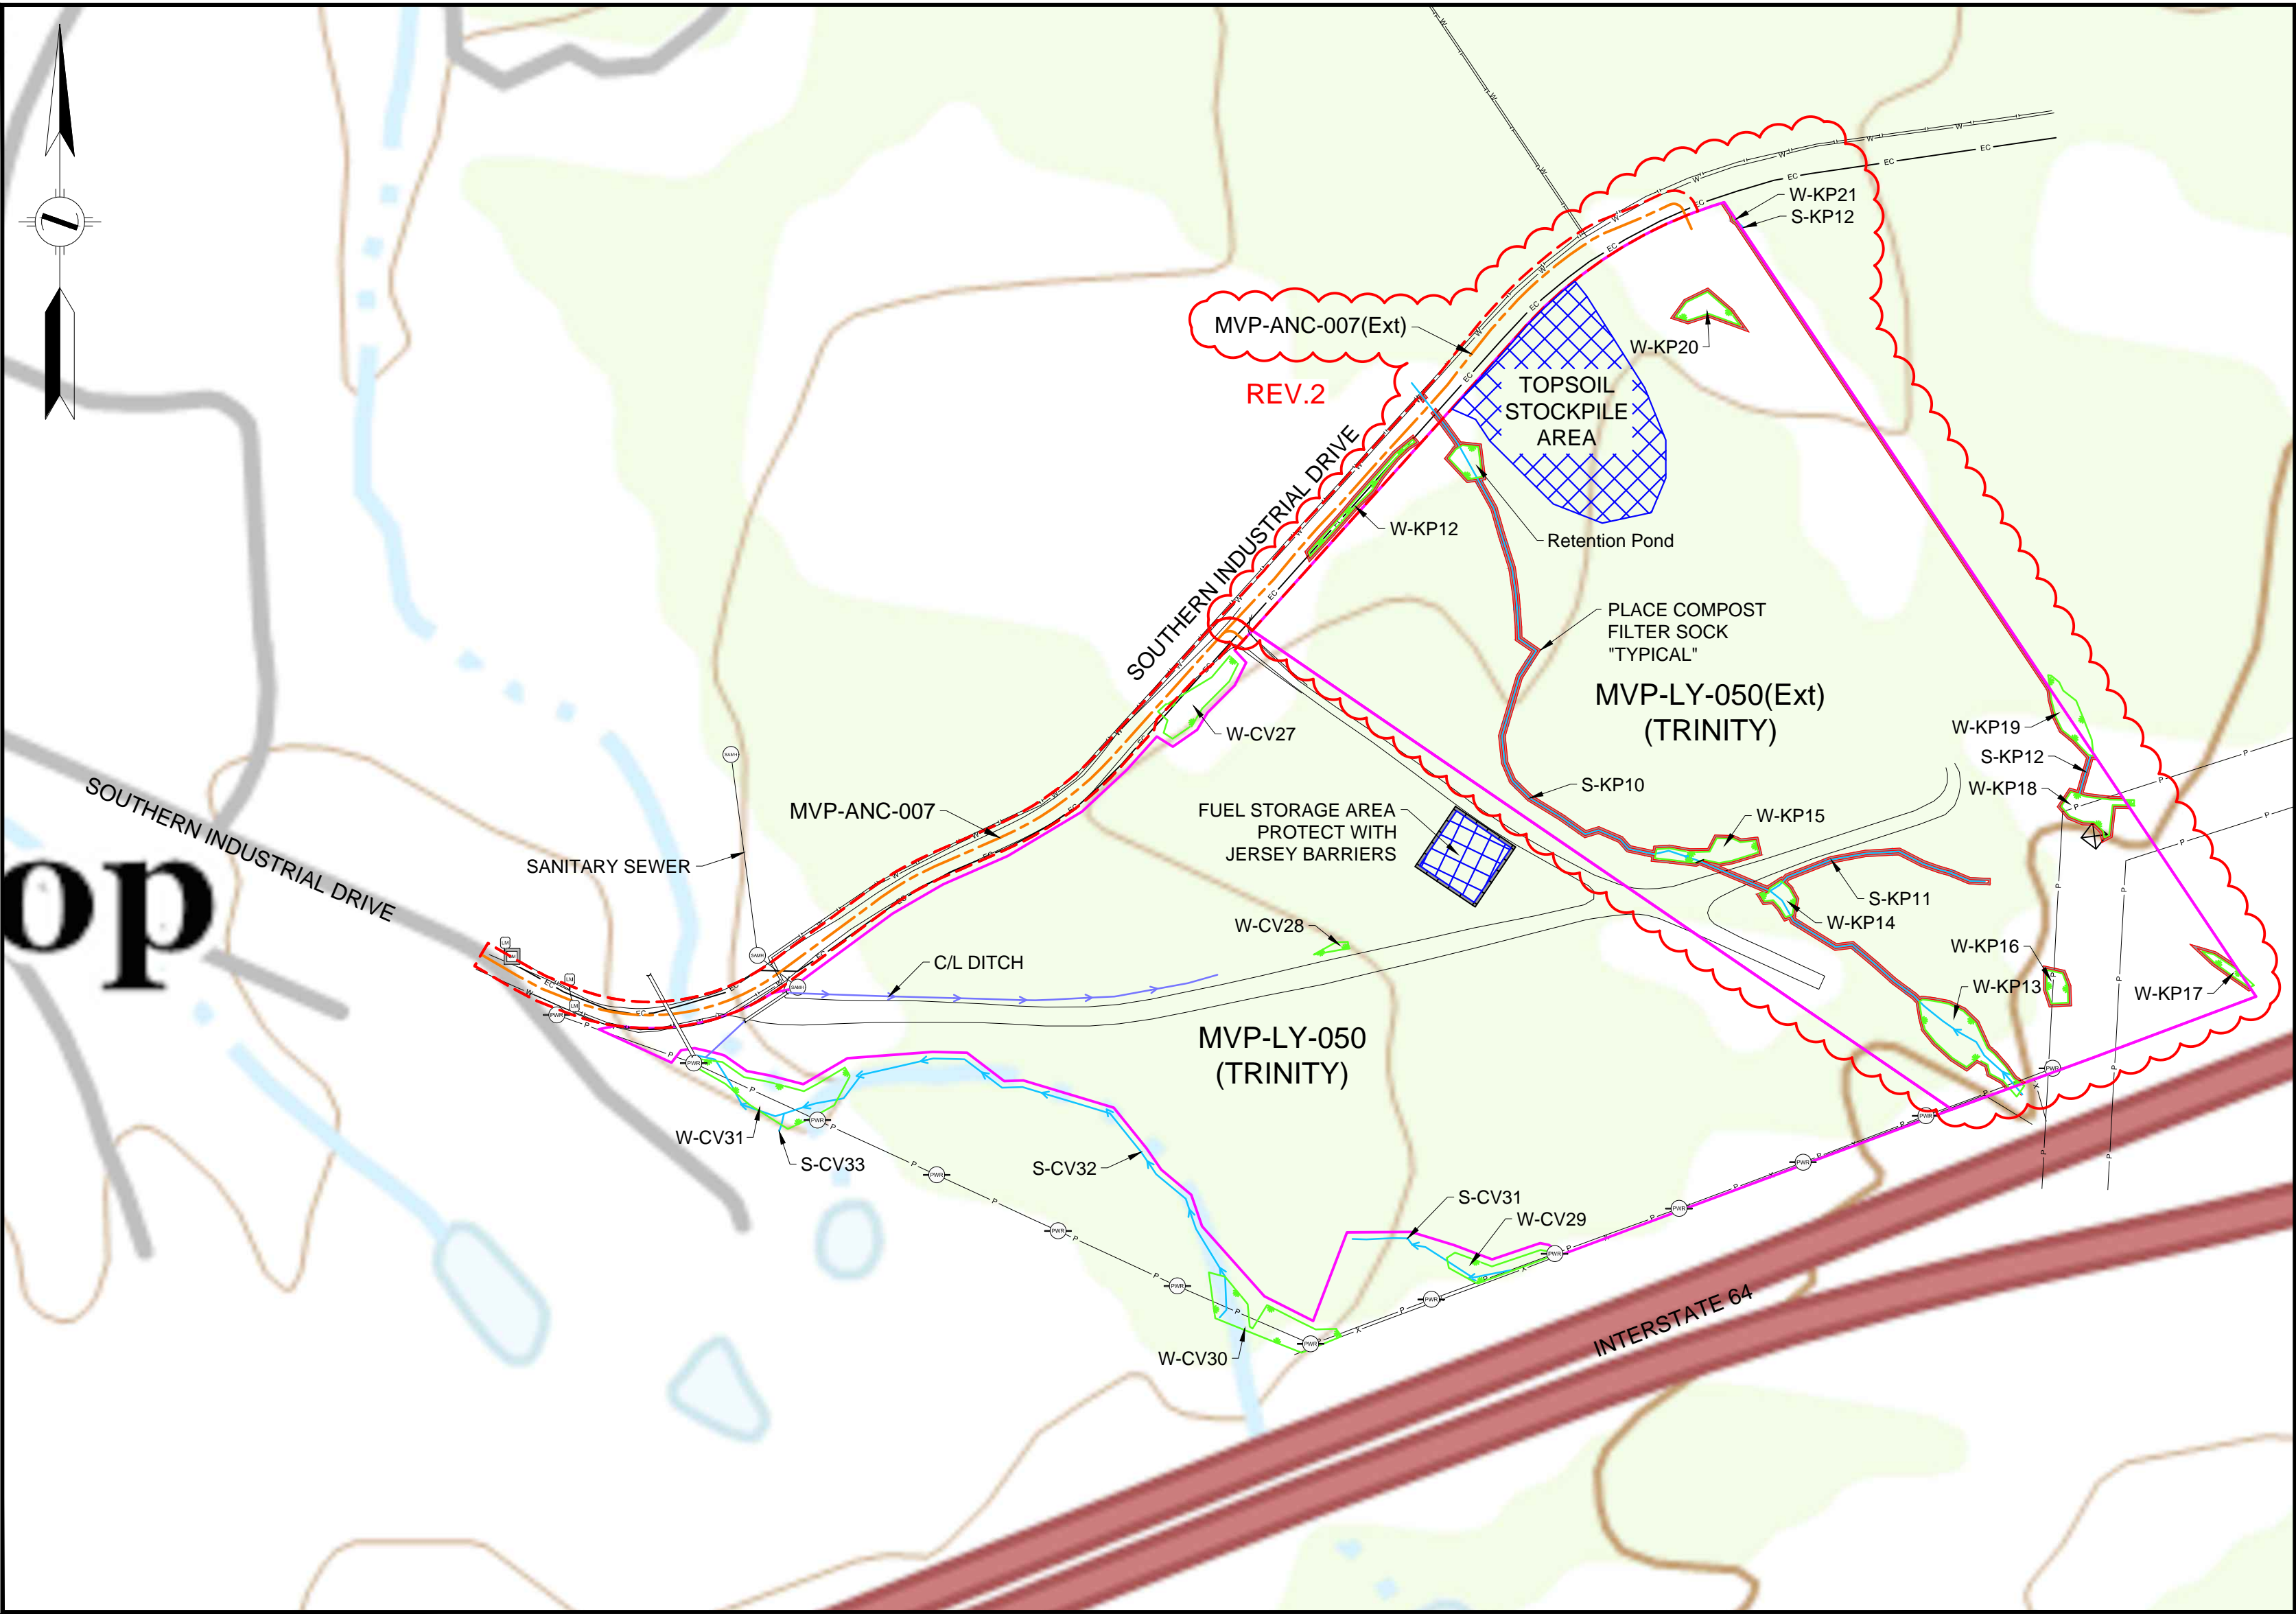 W-KP21
S-KP12
MVP-ANC-007(Ext)
W-KP20
REV.2
TOPSOIL
STOCKPILE
AREA
SOUTHERN INDUSTRIAL DRIVE
W-KP12
Retention Pond
PLACE COMPOST
FILTER SOCK
"TYPICAL"
MVP-LY-050(Ext)
(TRINITY)
W-CV27
W-KP19
S-KP12
W-KP18
S-KP10
MVP-ANC-007
FUEL STORAGE AREA
PROTECT WITH
JERSEY BARRIERS
W-KP15
SANITARY SEWER
SOUTHERN INDUSTRIAL DRIVE
op
S-KP11
W-KP14
W-CV28
W-KP16
C/L DITCH
W-KP13
W-KP17
MVP-LY-050
(TRINITY)
W-CV31
S-CV33
S-CV32
S-CV31
W-CV29
W-CV30
INTERSTATE 64